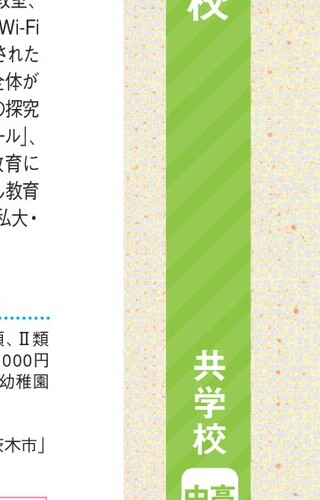 校
教室、
Wi-Fi
された
全体が
の探究
ール」、
教育に
ん教育
私大・
類、Ⅱ類
000円
幼稚園
茨木市」
共学校
中高